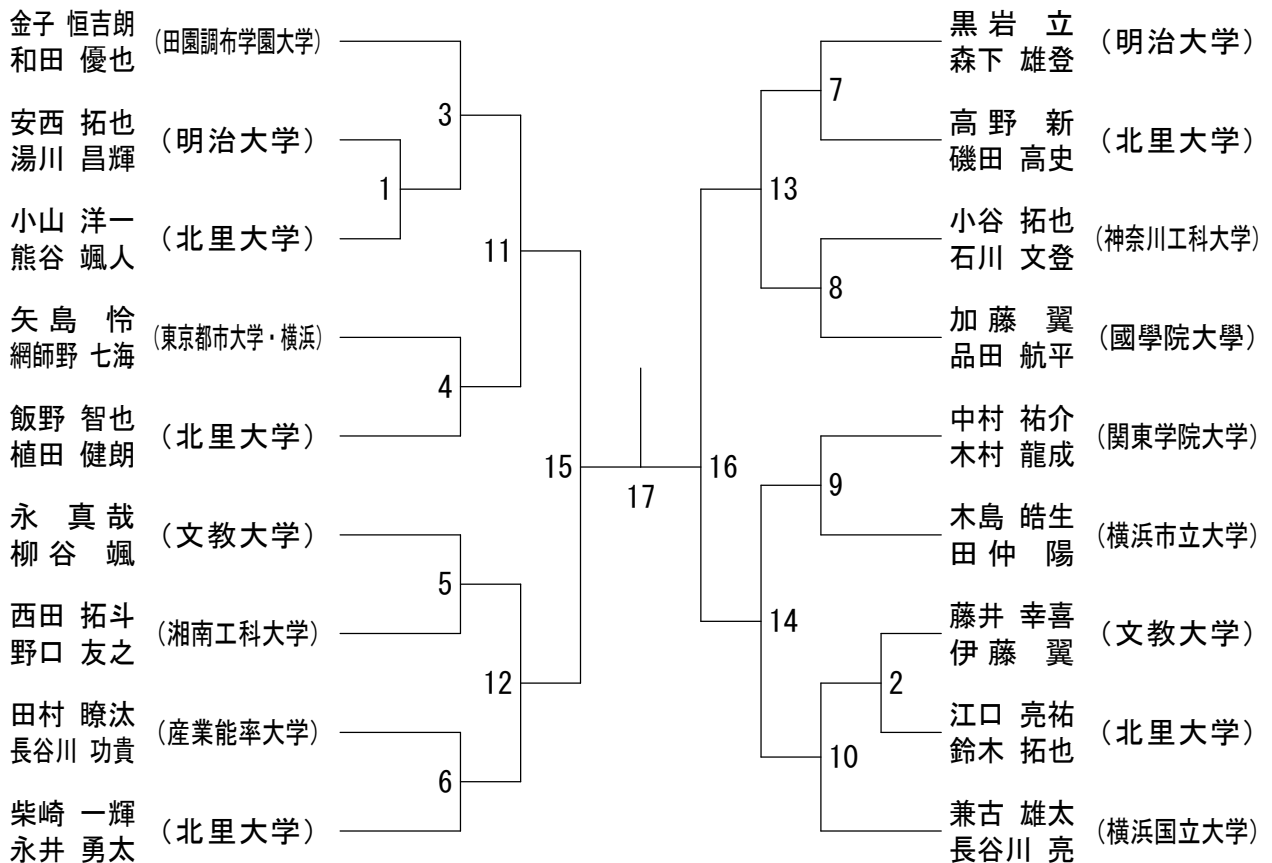 金子 恒吉朗
和田 優也
(田園調布学園大学)
安西 拓也
湯川 昌輝
(明治大学)
小山 洋一
熊谷 颯人
(北里大学)
矢島 怜
網師野 七海
(東京都市大学・横浜)
飯野 智也
植田 健朗
(北里大学)
永 真哉
柳谷 颯
(文教大学)
西田 拓斗
野口 友之
(湘南工科大学)
田村 瞭汰
長谷川 功貴
(産業能率大学)
柴崎 一輝
永井 勇太
(北里大学)
3
1
11
4
15
5
12
6
17
16
7
13
8
9
14
2
10
黒岩 立
森下 雄登
(明治大学)
高野 新
磯田 高史
(北里大学)
小谷 拓也
石川 文登
(神奈川工科大学)
加藤 翼
品田 航平
(國學院大學)
中村 祐介
木村 龍成
(関東学院大学)
木島 皓生
田仲 陽
(横浜市立大学)
藤井 幸喜
伊藤 翼
(文教大学)
江口 亮祐
鈴木 拓也
(北里大学)
兼古 雄太
長谷川 亮
(横浜国立大学)